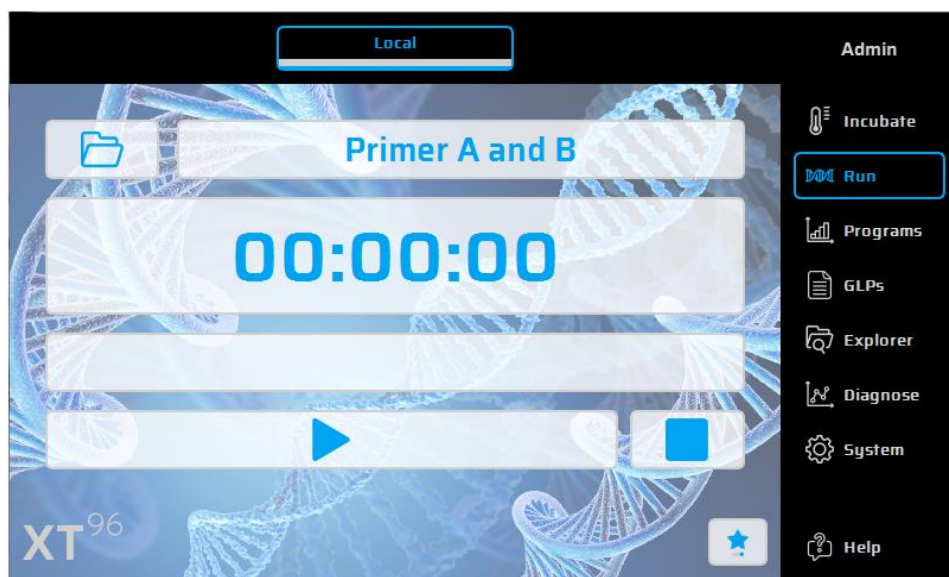 Local
Admin
Primer A and B
00:00:00
XT96
Incubate
Run
Programs
GLPs
Explorer
Diagnose
System
Help